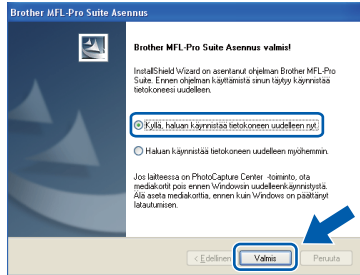 Brother MFL-Pro Suite Asennus
Brother MFL-Pro Suite Asennus valmis!
InstallShield Wizard on asentanut ohjelman Brother MFL-Pro
Suite. Ennen ohjelman käyttämistä sinun täytyy käynnistää
tietokoneesi uudelleen.
Kyllä, haluan käynnistää tietokoneen uudelleen nyt.
Haluan käynnistää tietokoneen uudelleen myöhemmin.
Jos laitteessa on PhotoCapture Center -toiminto, ota
mediakortit pois ennen Windowsin uudelleenkäynnistystä.
Älä aseta mediakorttia, ennen kuin Windows on päättänyt
latautumisen.
< Edellinen Valmis Peruuta